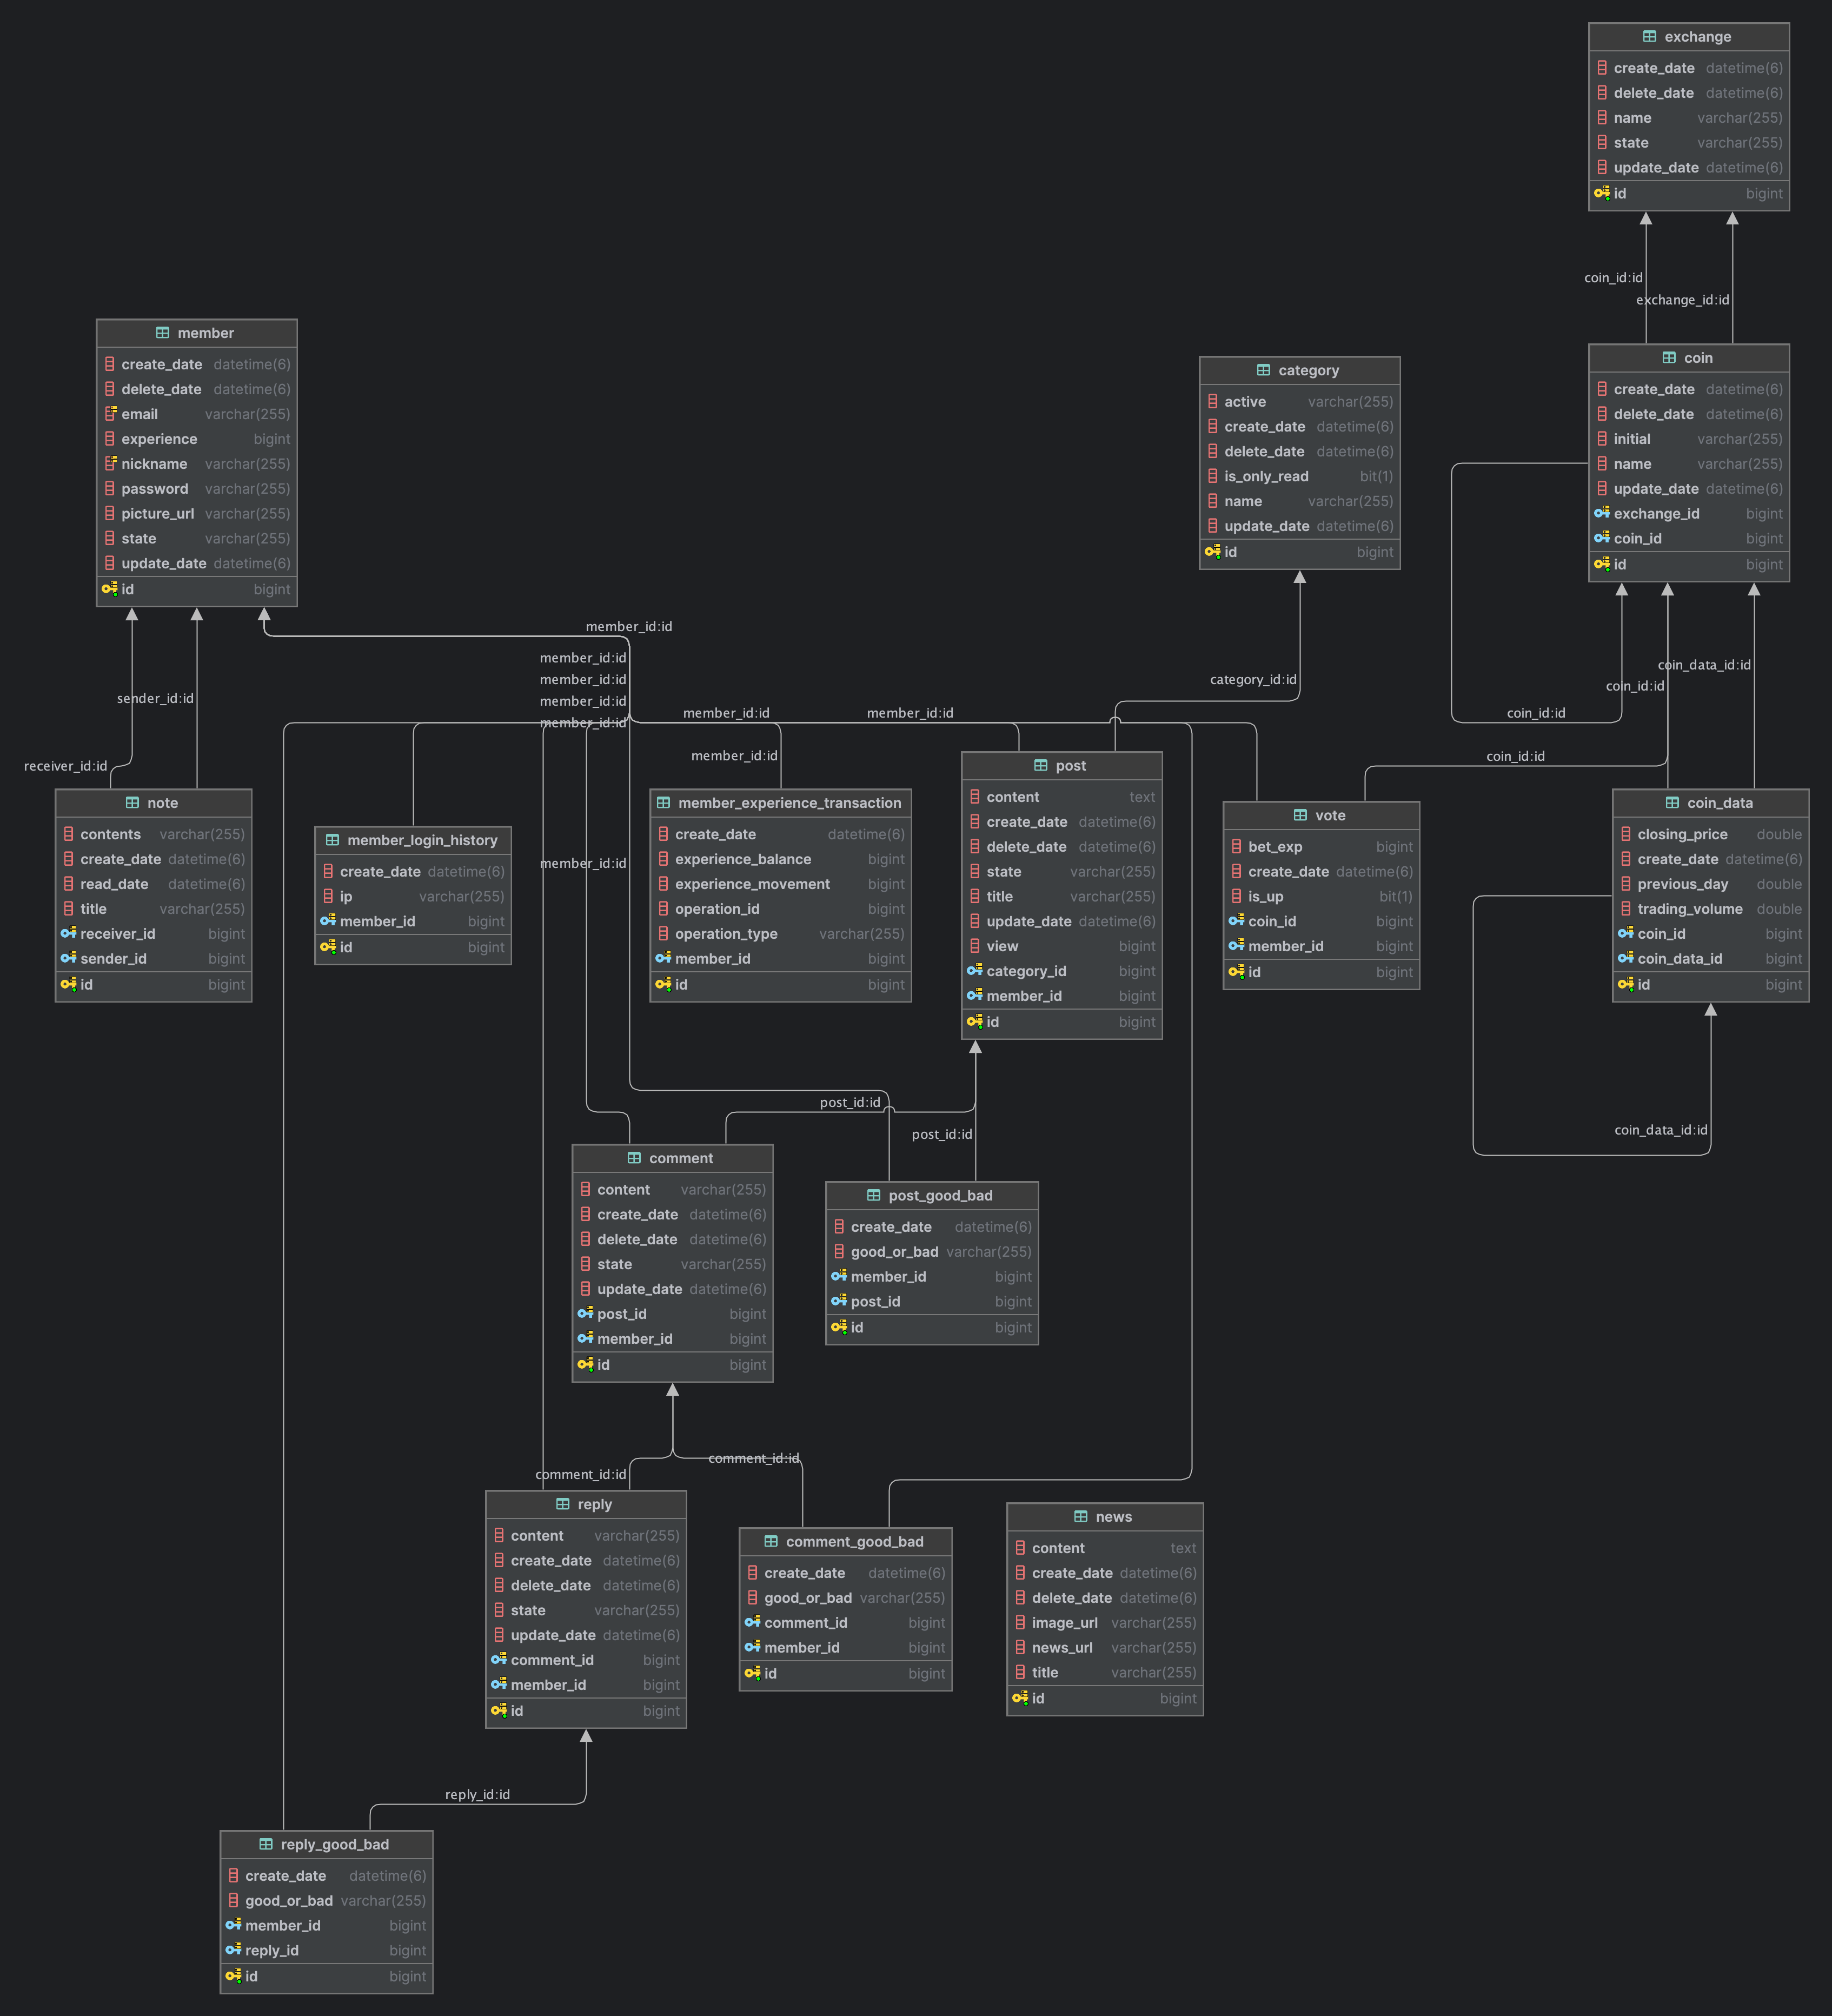 exchange
create_date datetime(6)
delete_date datetime(6)
name varchar(255)
state varchar(255)
update_date datetime(6)
id bigint
coin_id:id
exchange_id:id
member
create_date datetime(6)
delete_date datetime(6)
email varchar(255)
experience bigint
nickname varchar(255)
password varchar(255)
picture_url varchar(255)
state varchar(255)
update_date datetime(6)
id bigint
category
active varchar(255)
create_date datetime(6)
delete_date datetime(6)
is_only_read bit(1)
name varchar(255)
update_date datetime(6)
id bigint
coin
create_date datetime(6)
delete_date datetime(6)
initial varchar(255)
name varchar(255)
update_date datetime(6)
exchange_id bigint
coin_id bigint
id bigint
member_id:id
member_id:id
member_id:id
member_id:id
member_id:id
member_id:id
member_id:id
member_id:id
member_id:id
sender_id:id
receiver_id:id
category_id:id
coin_data_id:id
coin_id:id
coin_id:id
coin_id:id
note
contents varchar(255)
create_date datetime(6)
read_date datetime(6)
title varchar(255)
receiver_id bigint
sender_id bigint
id bigint
member_login_history
create_date datetime(6)
ip varchar(255)
member_id bigint
id bigint
member_experience_transaction
create_date datetime(6)
experience_balance bigint
experience_movement bigint
operation_id bigint
operation_type varchar(255)
member_id bigint
id bigint
post
content text
create_date datetime(6)
delete_date datetime(6)
state varchar(255)
title varchar(255)
update_date datetime(6)
view bigint
category_id bigint
member_id bigint
id bigint
vote
bet_exp bigint
create_date datetime(6)
is_up bit(1)
coin_id bigint
member_id bigint
id bigint
coin_data
closing_price double
create_date datetime(6)
previous_day double
trading_volume double
coin_id bigint
coin_data_id bigint
id bigint
post_id:id
post_id:id
coin_data_id:id
comment
content varchar(255)
create_date datetime(6)
delete_date datetime(6)
state varchar(255)
update_date datetime(6)
post_id bigint
member_id bigint
id bigint
post_good_bad
create_date datetime(6)
good_or_bad varchar(255)
member_id bigint
post_id bigint
id bigint
comment_id:id
comment_id:id
reply
content varchar(255)
create_date datetime(6)
delete_date datetime(6)
state varchar(255)
update_date datetime(6)
comment_id bigint
member_id bigint
id bigint
comment_good_bad
create_date datetime(6)
good_or_bad varchar(255)
comment_id bigint
member_id bigint
id bigint
news
content text
create_date datetime(6)
delete_date datetime(6)
image_url varchar(255)
news_url varchar(255)
title varchar(255)
id bigint
reply_id:id
reply_good_bad
create_date datetime(6)
good_or_bad varchar(255)
member_id bigint
reply_id bigint
id bigint